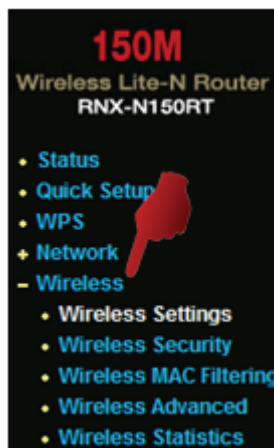 150M
Wireless Lite-N Router
RNX-N150RT
Status
Quick Setup
WPS
Network
Wireless
Wireless Settings
Wireless Security
Wireless MAC Filtering
Wireless Advanced
Wireless Statistics